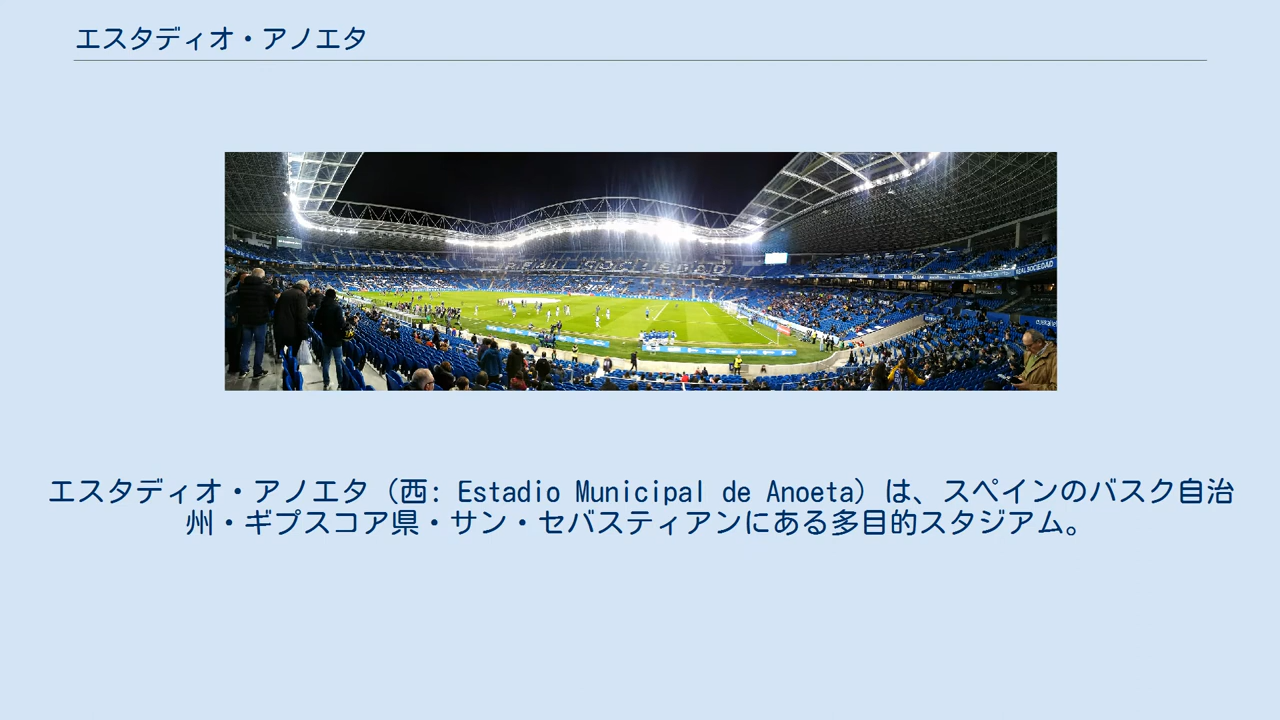 エスタディオ・アノエタ
REAL SOCIEDAD
エスタディオ・アノエタ（西: Estadio Municipal de Anoeta）は、スペインのバスク自治
州・ギプスコア県・サン・セバスティアンにある多目的スタジアム。